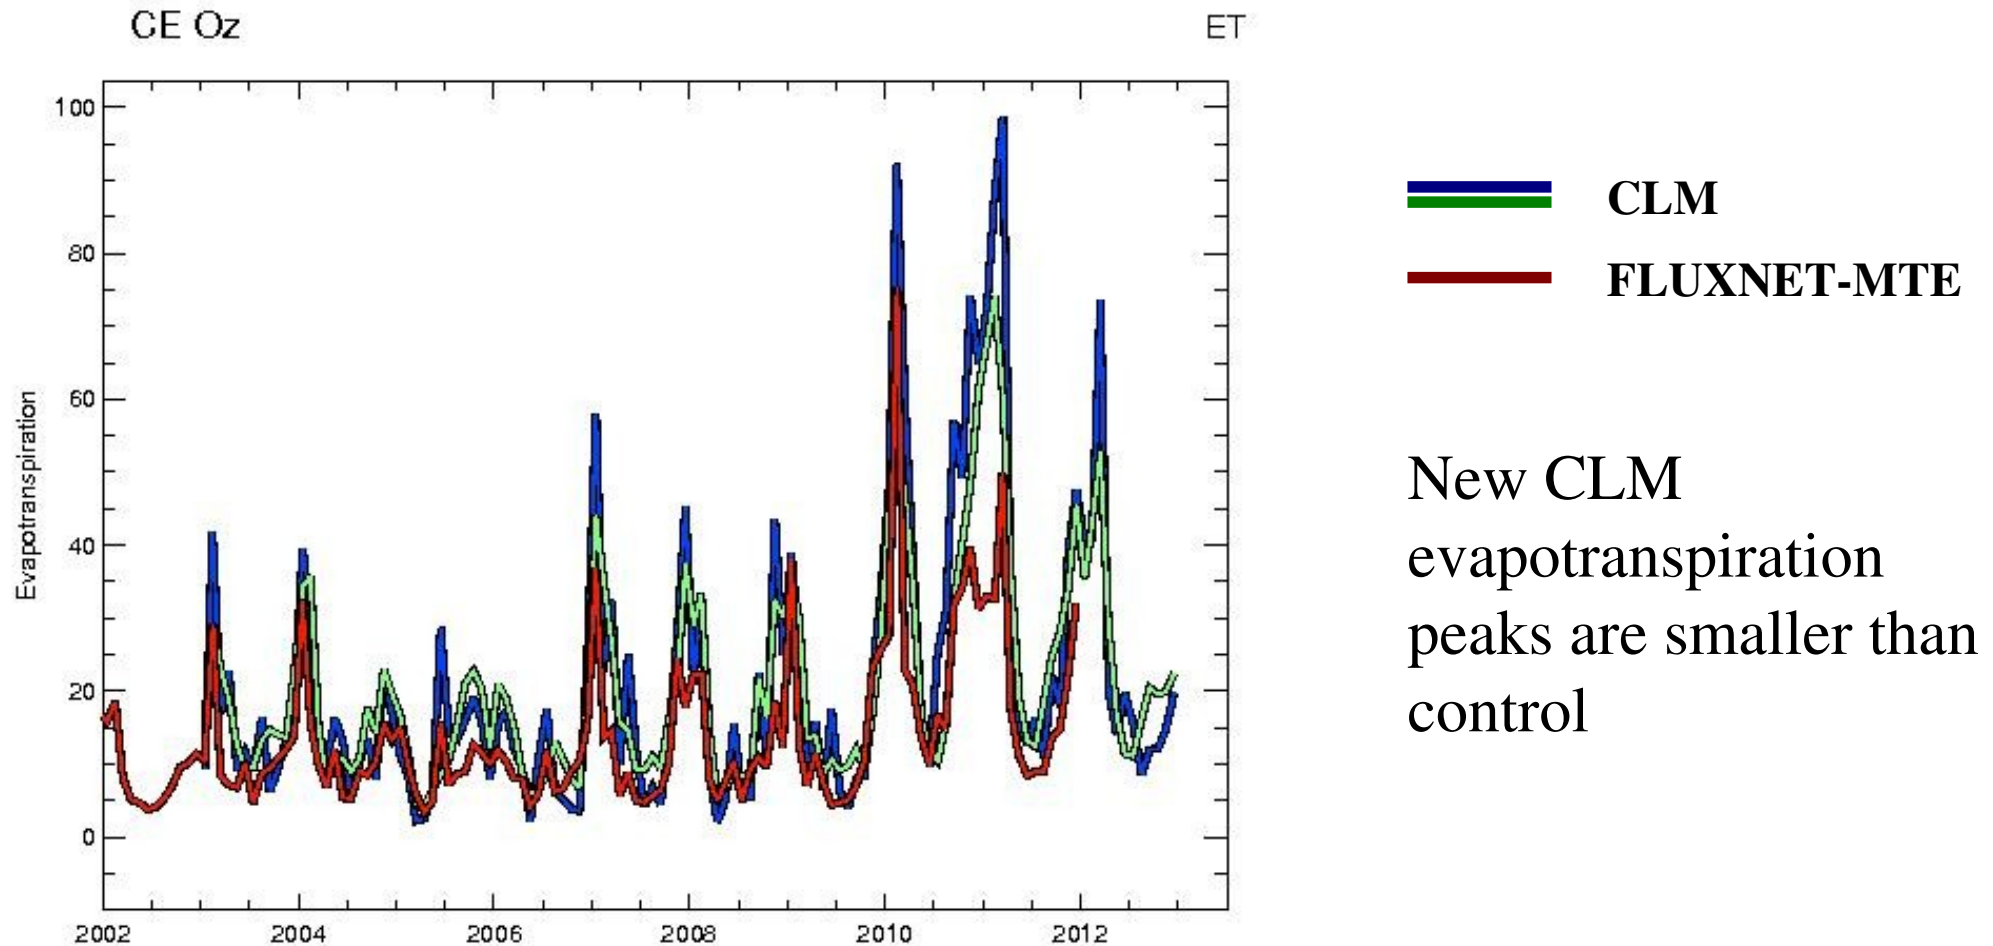 CE Oz
ET
100
80
60
40
20
0
Evapotranspiration
2002 2004 2006 2008 2010 2012
CLM
FLUXNET-MTE
New CLM
evapotranspiration
peaks are smaller than
control